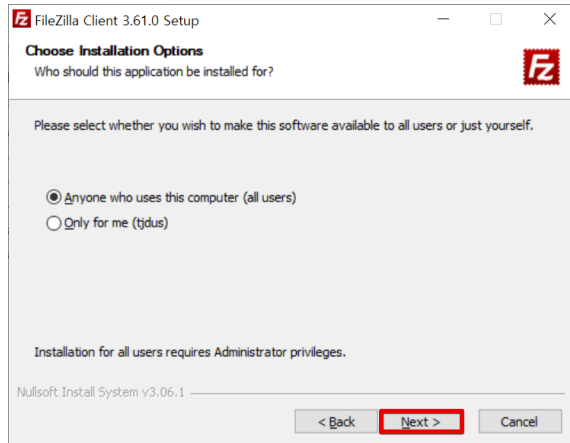 FileZilla Client 3.61.0 Setup
Choose Installation Options
Who should this application be installed for?
Please select whether you wish to make this software available to all users or just yourself.
Anyone who uses this computer (all users)
Only for me (tjdus)
Installation for all users requires Administrator privileges.
Nullsoft Install System v3.06.1
< Back Next > Cancel